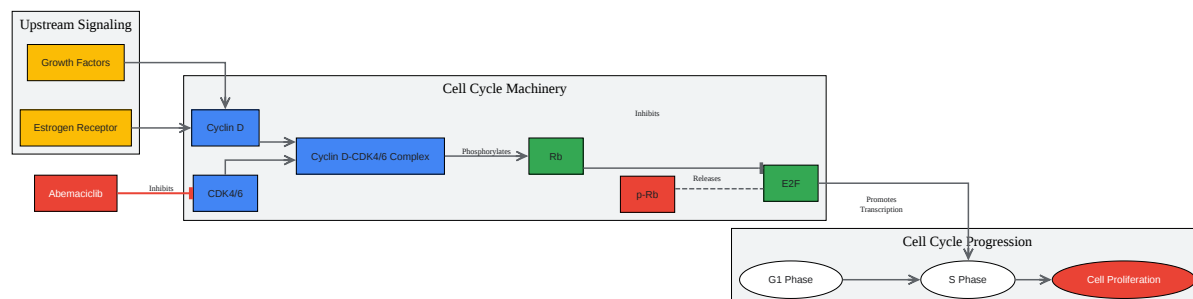 Upstream Signaling
Growth Factors
Estrogen Receptor
Abemaciclib
Inhibits
Cell Cycle Machinery
Cyclin D
CDK4/6
Cyclin D-CDK4/6 Complex
Phosphorylates
Rb
Inhibits
p-Rb
Releases
E2F
Promotes
Transcription
Cell Cycle Progression
G1 Phase
S Phase
Cell Proliferation